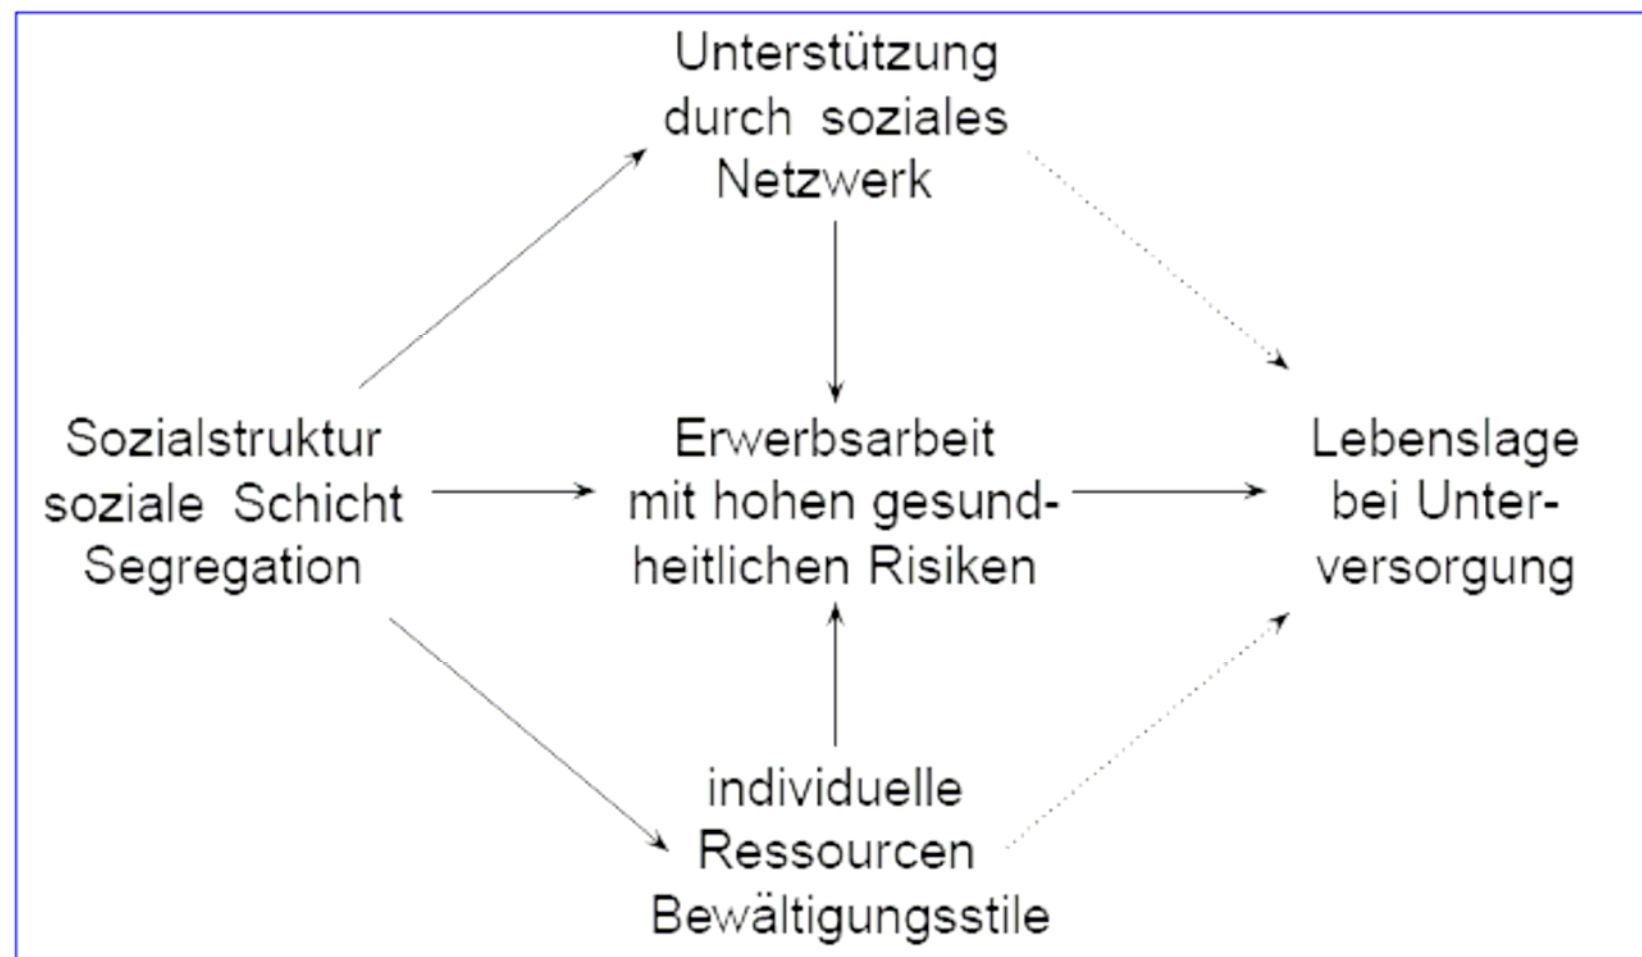 Unterstützung
durch soziales
Netzwerk
Sozialstruktur
soziale Schicht
Segregation
Erwerbsarbeit
mit hohen gesund-
heitlichen Risiken
Lebenslage
bei Unter-
versorgung
individuelle
Ressourcen
Bewältigungsstile